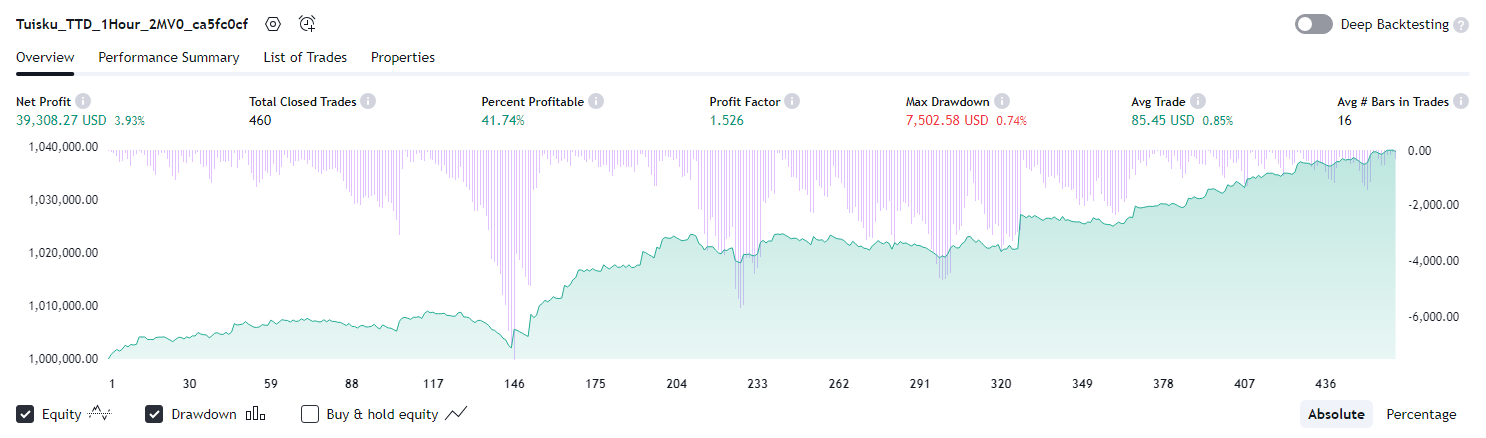 Tuisku_TTD_1Hour_2MV0_ca5fc0cf Deep Backtesting ?
Overview Performance Summary List of Trades Properties
Net Profit i Total Closed Trades i Percent Profitable i Profit Factor i Max Drawdown i Avg Trade i Avg # Bars in Trades i
39,308.27 USD 3.93% 460 41.74% 1.526 7,502.58 USD 0.74% 85.45 USD 0.85% 16
1,040,000.00 0.00
1,030,000.00 -2,000.00
1,020,000.00 -4,000.00
1,010,000.00 -6,000.00
1,000,000.00
1 30 59 88 117 146 175 204 233 262 291 320 349 378 407 436
Equity Drawdown Buy & hold equity Absolute Percentage